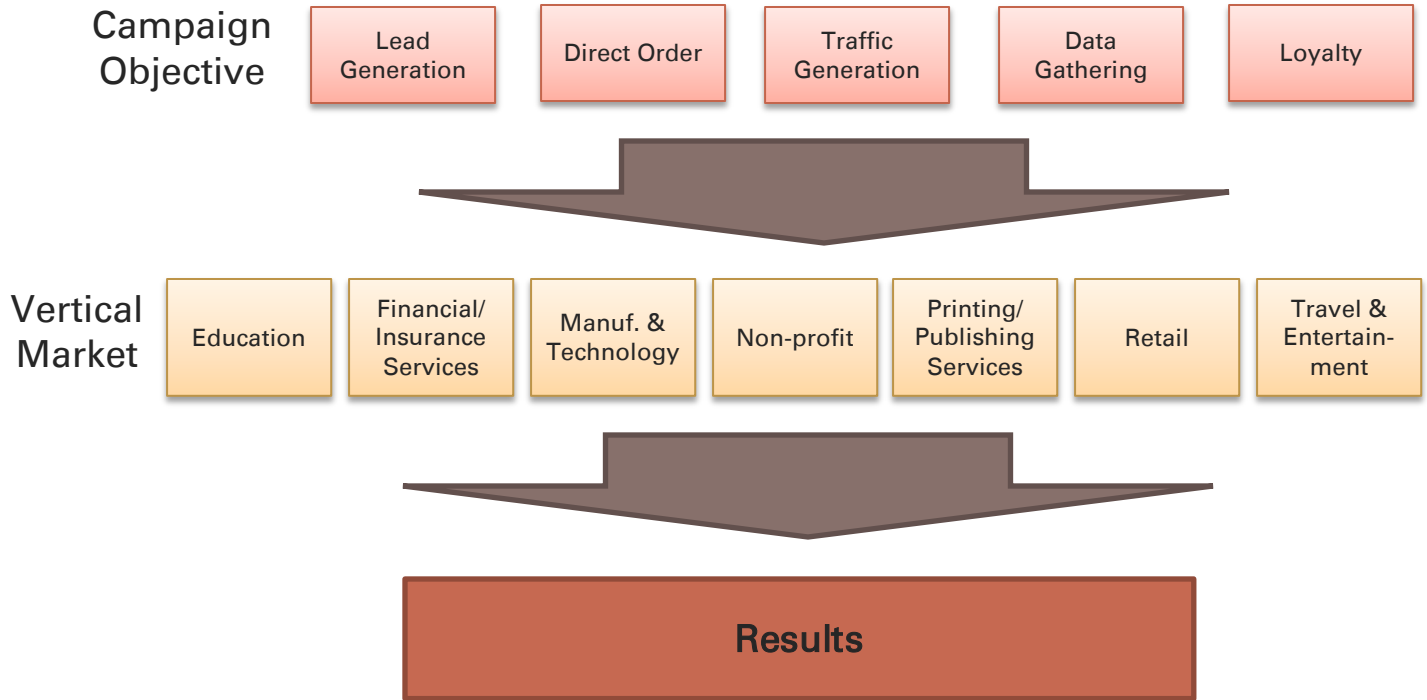 Campaign
Objective
Lead
Generation
Direct Order
Traffic
Generation
Data
Gathering
Loyalty
Vertical
Market
Education
Financial/
Insurance
Services
Manuf. &
Technology
Non-profit
Printing/
Publishing
Services
Retail
Travel &
Entertain-
ment
Results